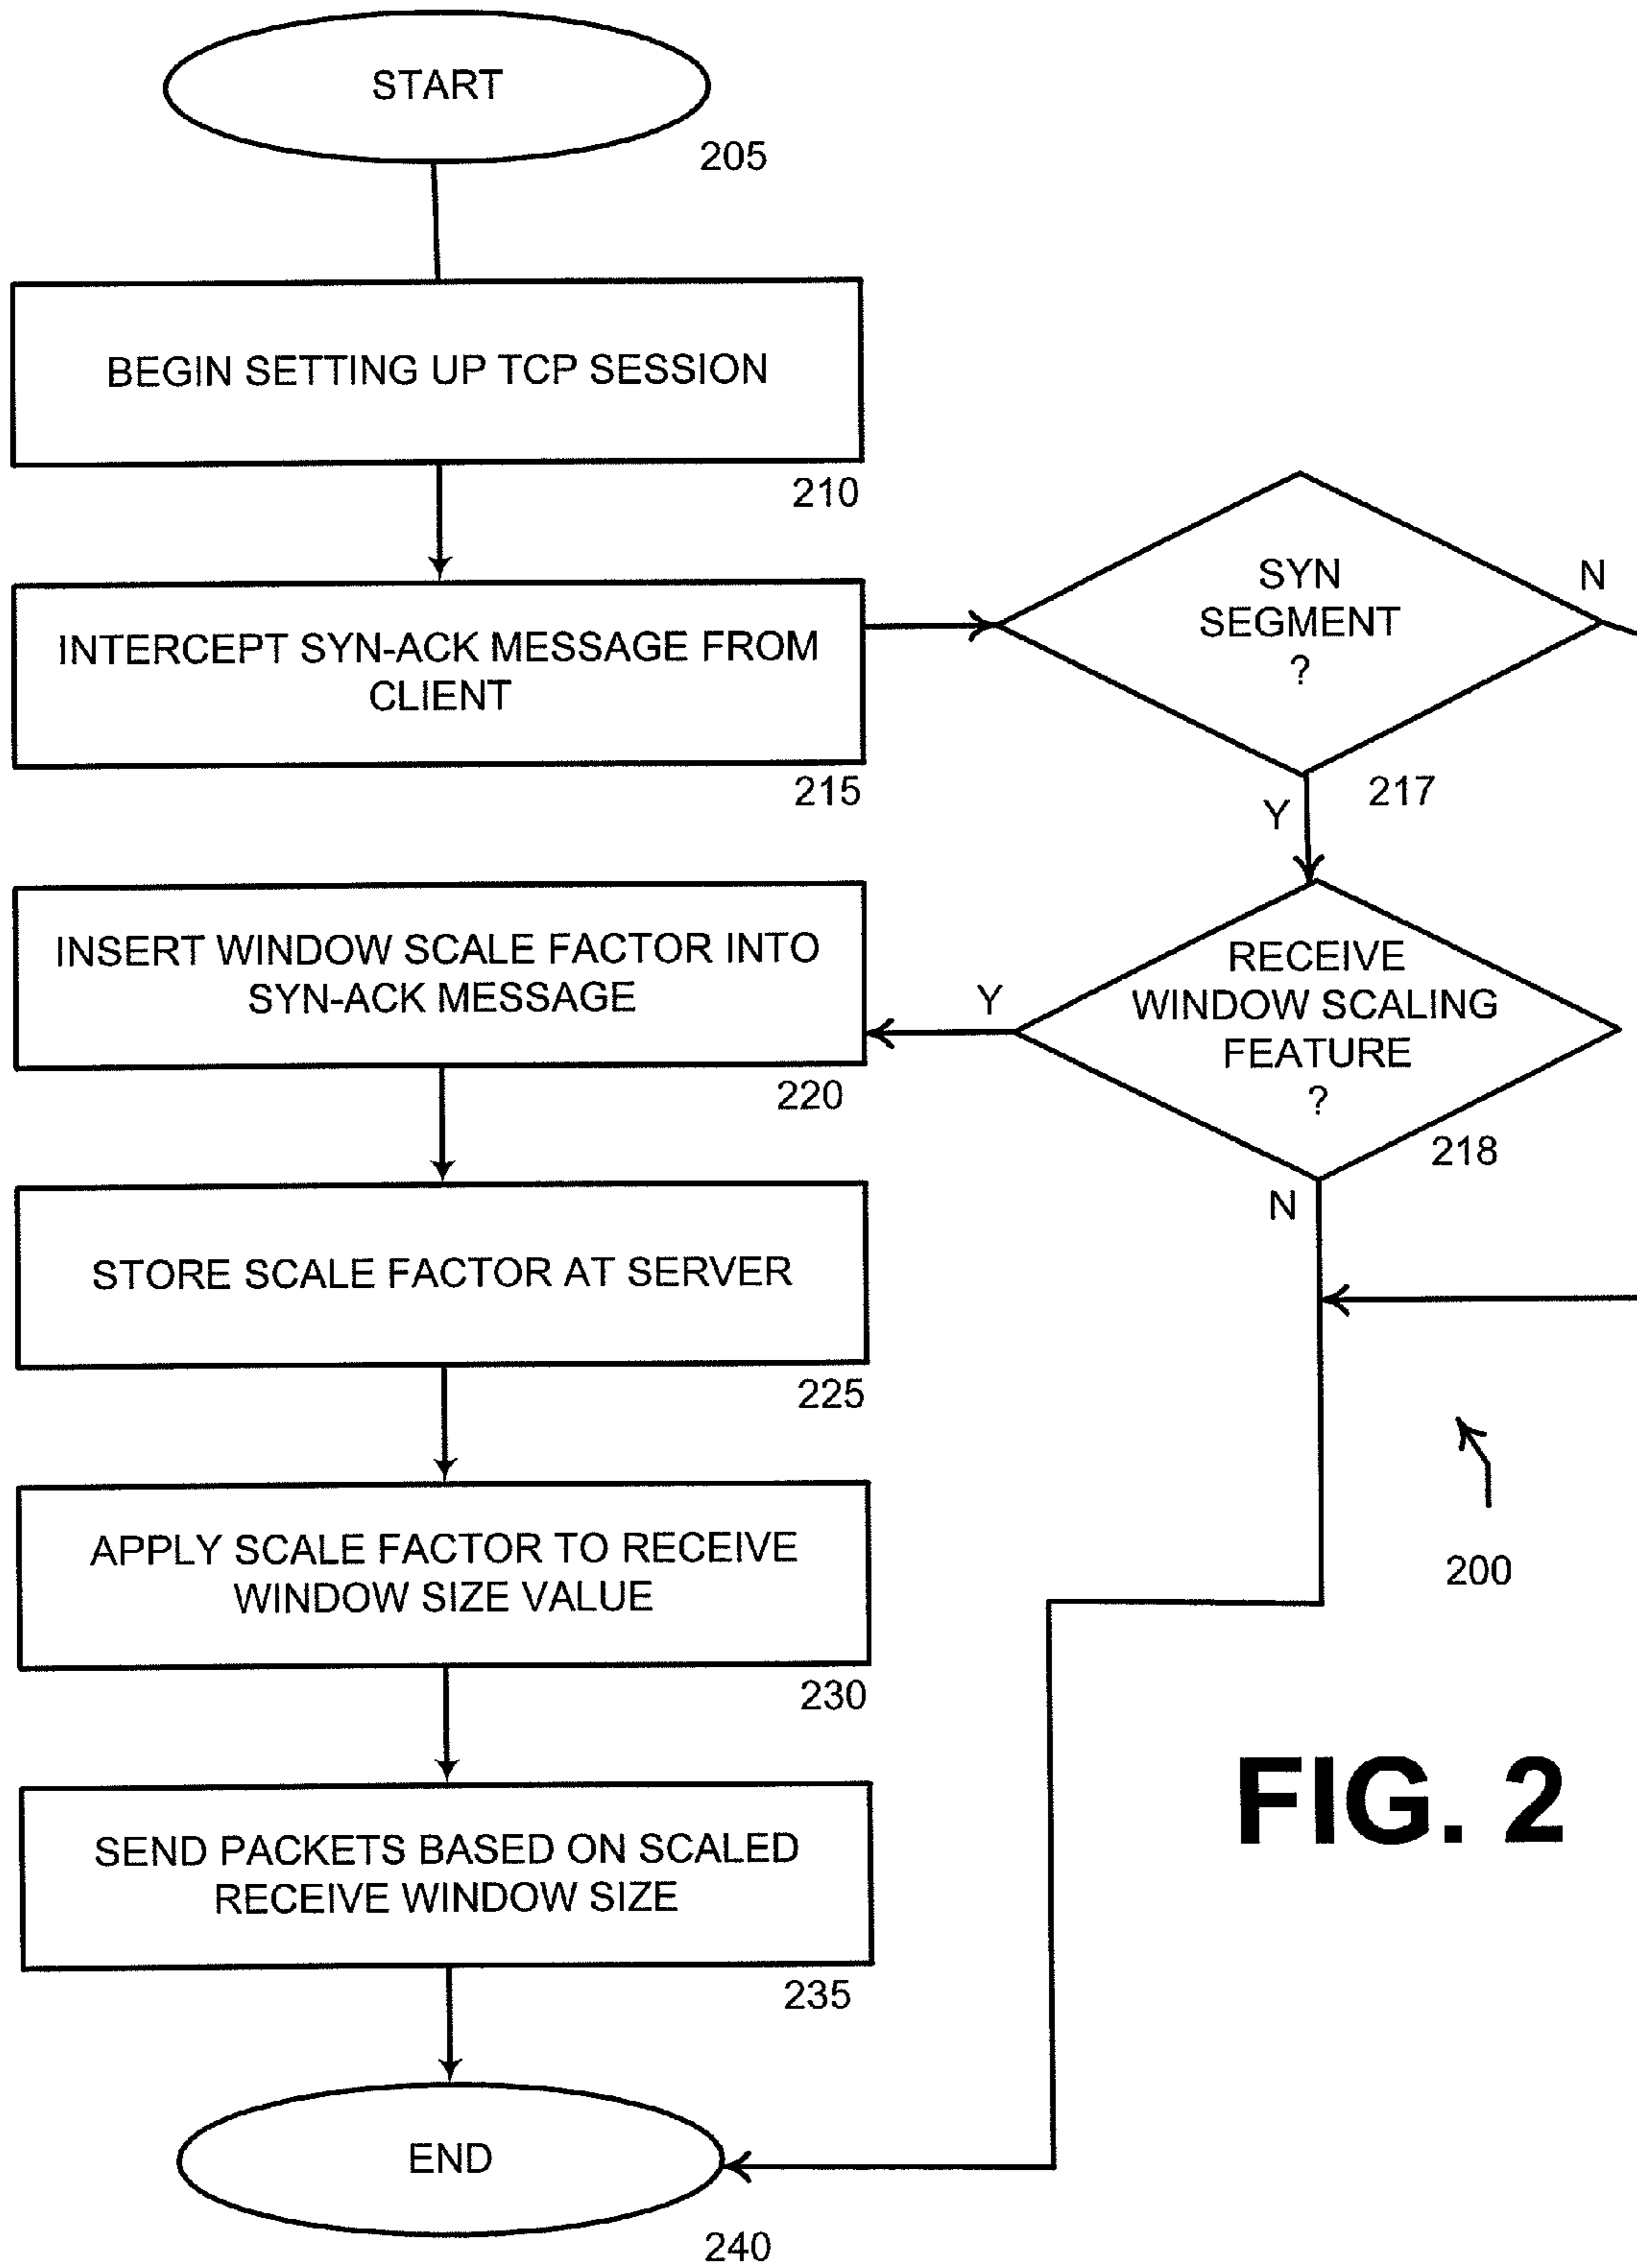 START
205
BEGIN SETTING UP TCP SESSION
210
INTERCEPT SYN-ACK MESSAGE FROM
CLIENT
215
SYN
SEGMENT
?
N
217
Y
RECEIVE
WINDOW SCALING
FEATURE
?
218
Y
N
INSERT WINDOW SCALE FACTOR INTO
SYN-ACK MESSAGE
220
STORE SCALE FACTOR AT SERVER
225
APPLY SCALE FACTOR TO RECEIVE
WINDOW SIZE VALUE
230
SEND PACKETS BASED ON SCALED
RECEIVE WINDOW SIZE
235
END
240
200
FIG. 2